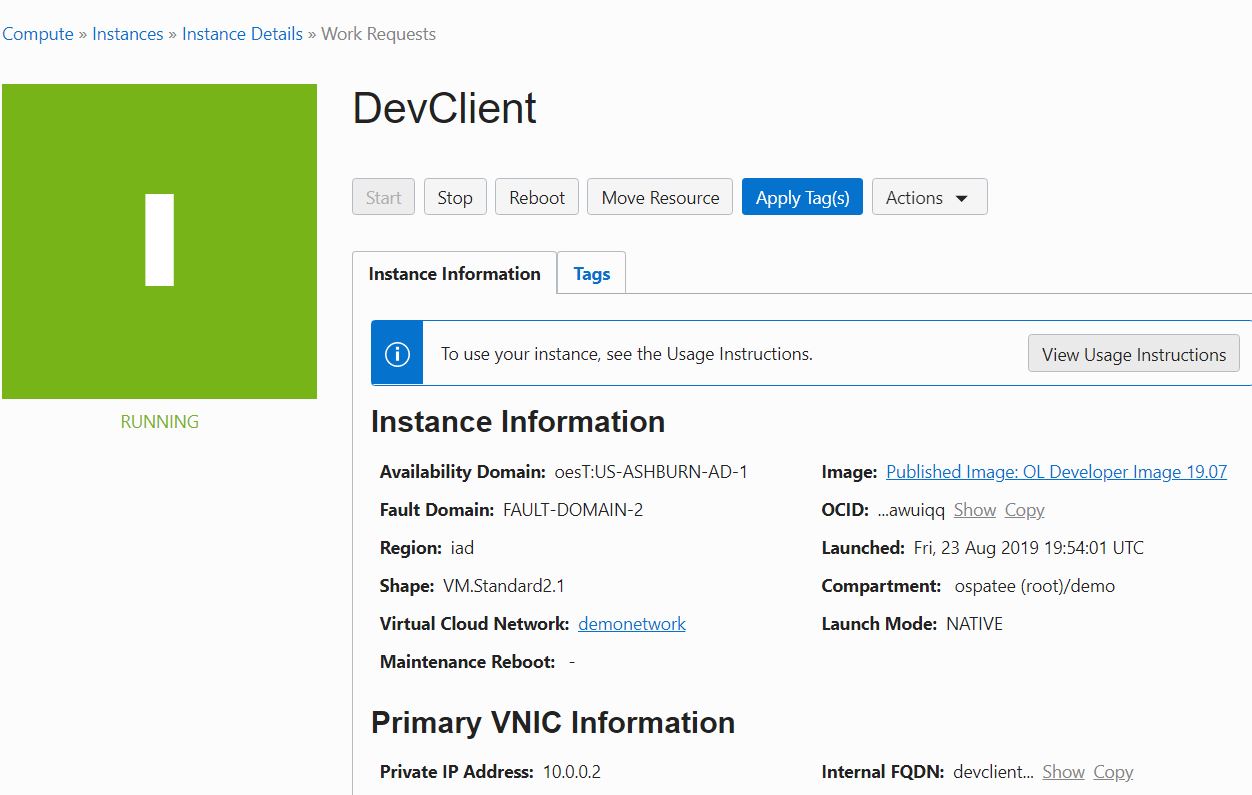 Compute » Instances » Instance Details » Work Requests
I
DevClient
Start Stop Reboot Move Resource Apply Tag(s) Actions
Instance Information Tags
To use your instance, see the Usage Instructions. View Usage Instructions
RUNNING
Instance Information
Availability Domain: oesT:US-ASHBURN-AD-1 Image: Published Image: OL Developer Image 19.07
Fault Domain: FAULT-DOMAIN-2 OCID: ...awuiqq Show Copy
Region: iad Launched: Fri, 23 Aug 2019 19:54:01 UTC
Shape: VM.Standard2.1 Compartment: ospatee (root)/demo
Virtual Cloud Network: demonetwork Launch Mode: NATIVE
Maintenance Reboot: -
Primary VNIC Information
Private IP Address: 10.0.0.2 Internal FQDN: devclient... Show Copy